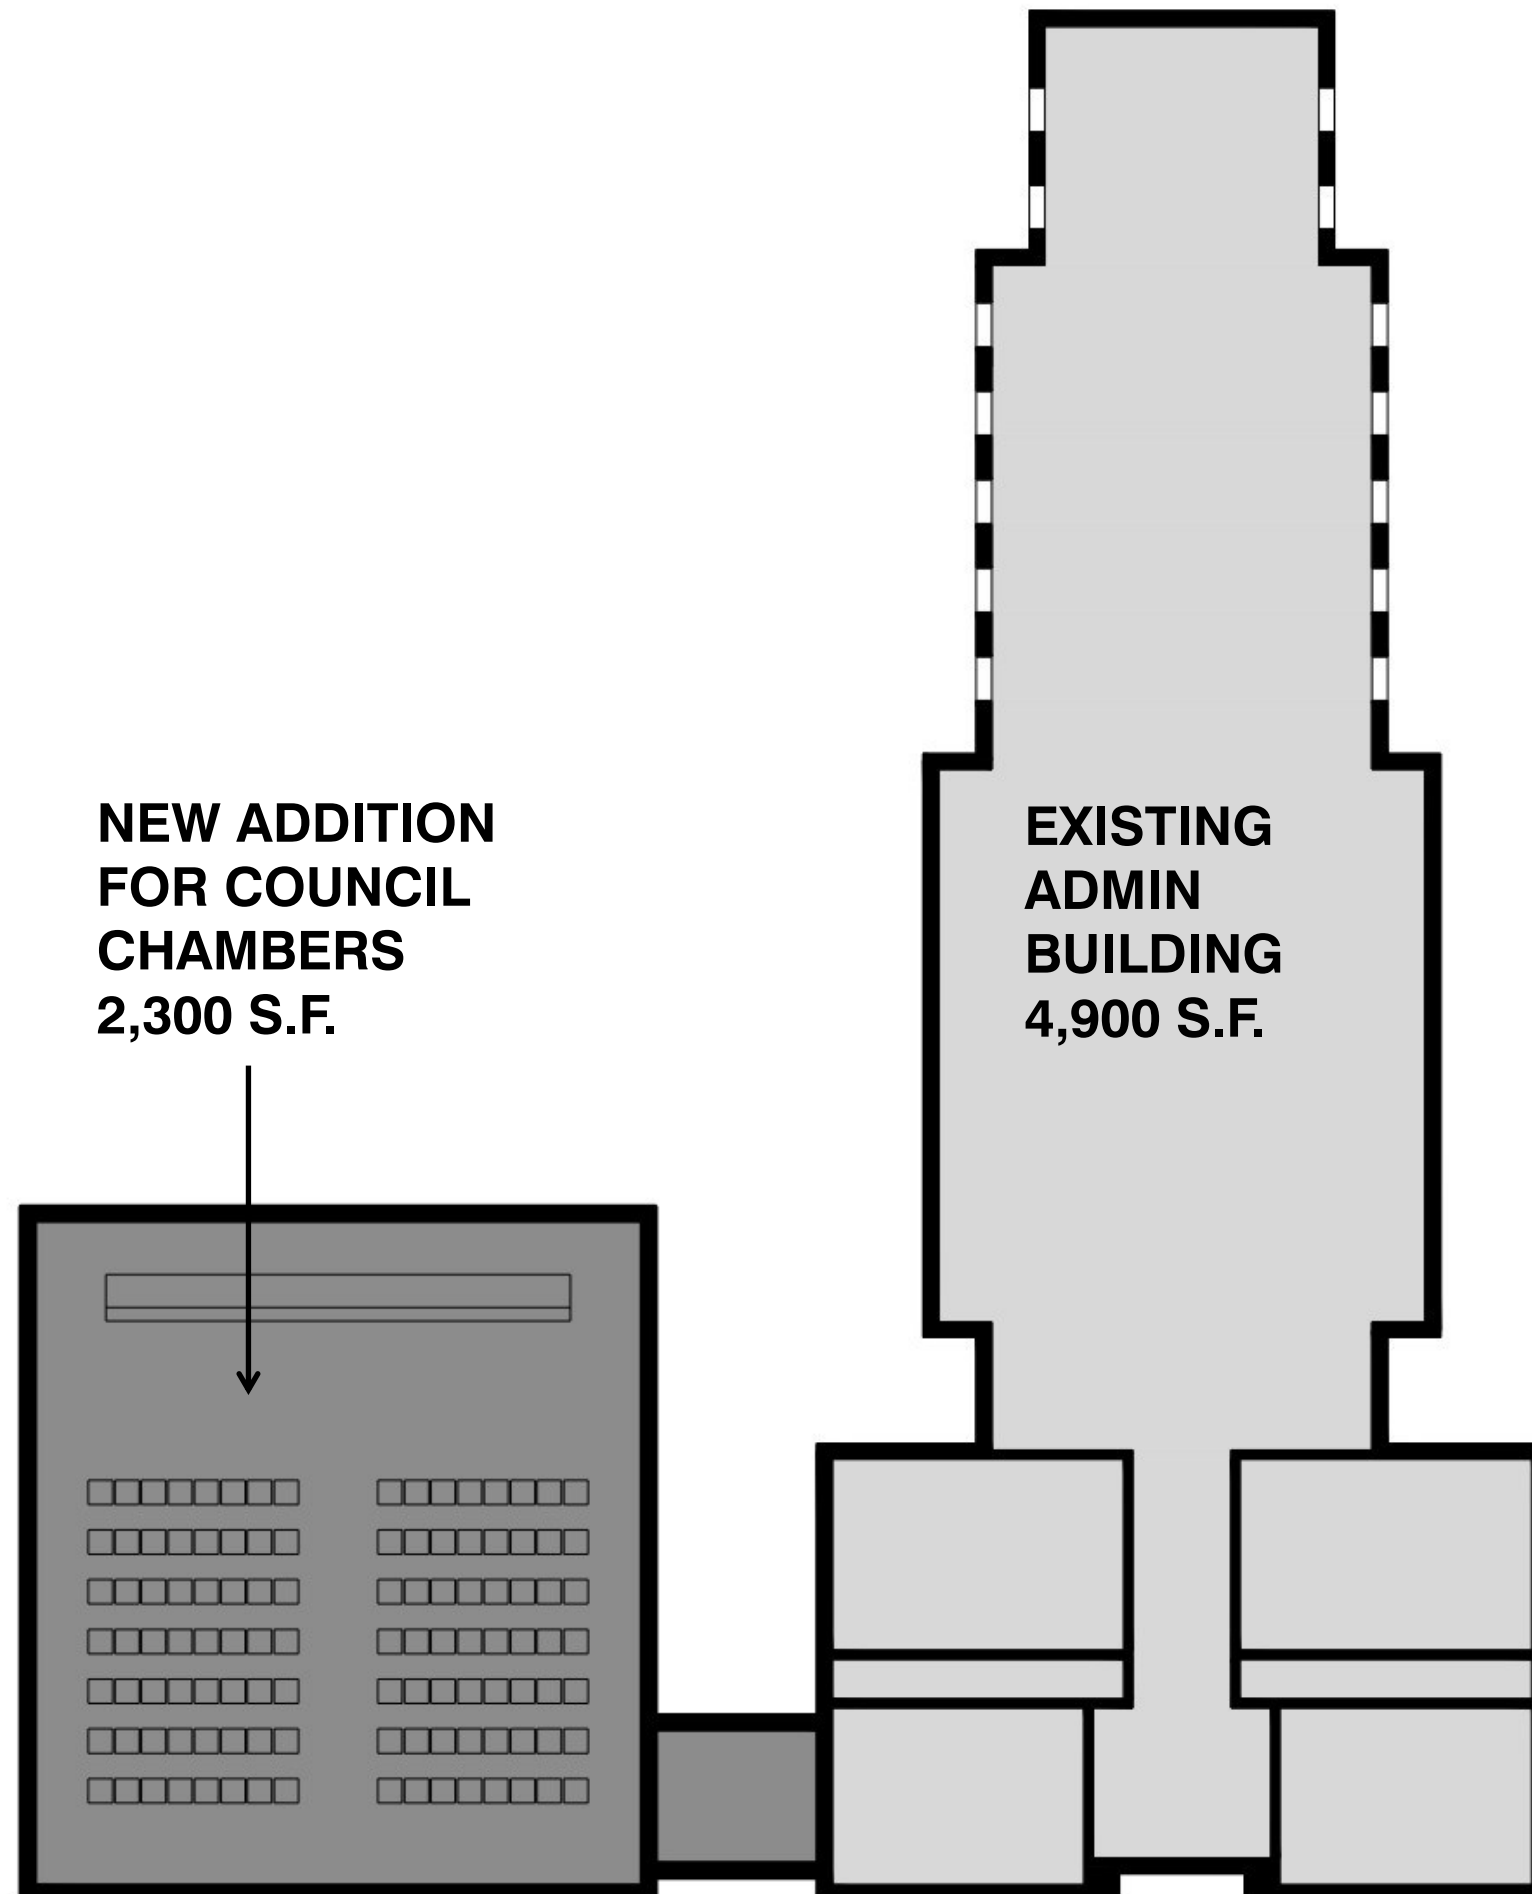 NEW ADDITION
FOR COUNCIL
CHAMBERS
2,300 S.F.
EXISTING
ADMIN
BUILDING
4,900 S.F.